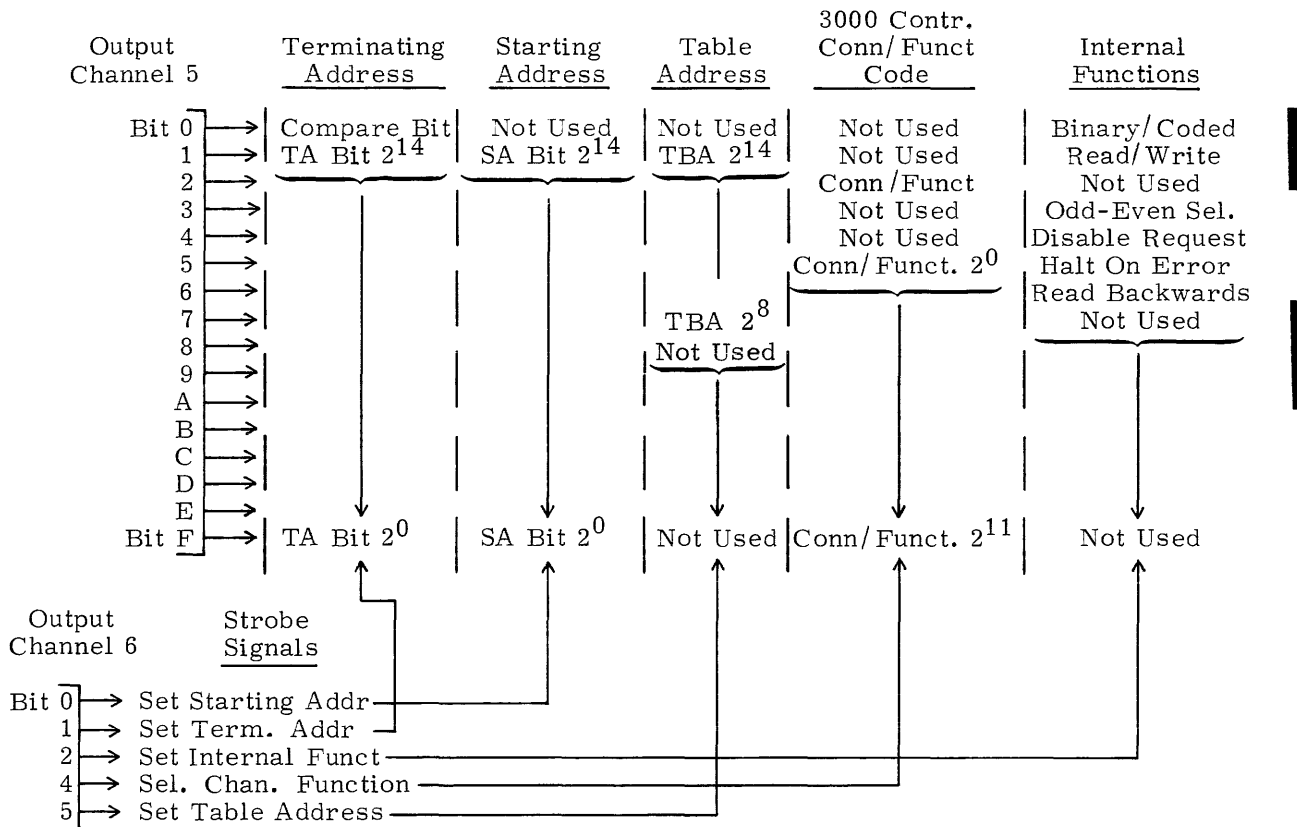 3000 Contr.
Output Terminating Starting Table Conn/Funct Internal
Channel 5 Address Address Address Code Functions
Bit 0 Compare Bit Not Used Not Used Not Used Binary/Coded
1 TA Bit 2^14 SA Bit 2^14 TBA 2^14 Not Used Read/Write
2 Conn/Funct Not Used
3 Not Used Odd-Even Sel.
4 Not Used Disable Request
5 Conn/Funct. 2^0 Halt On Error
6 Read Backwards
7 TBA 2^8 Not Used
8 Not Used
9
A
B
C
D
E
Bit F TA Bit 2^0 SA Bit 2^0 Not Used Conn/Funct. 2^11 Not Used
Output Strobe
Channel 6 Signals
Bit 0 Set Starting Addr
1 Set Term. Addr
2 Set Internal Funct
4 Sel. Chan. Function
5 Set Table Address